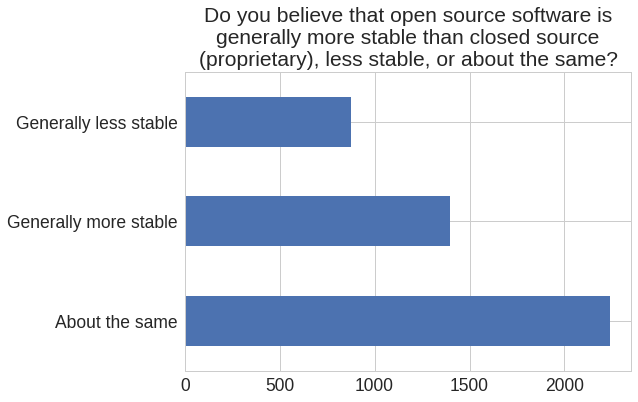 Do you believe that open source software is
generally more stable than closed source
(proprietary), less stable, or about the same?
Generally less stable
Generally more stable
About the same
0 500 1000 1500 2000